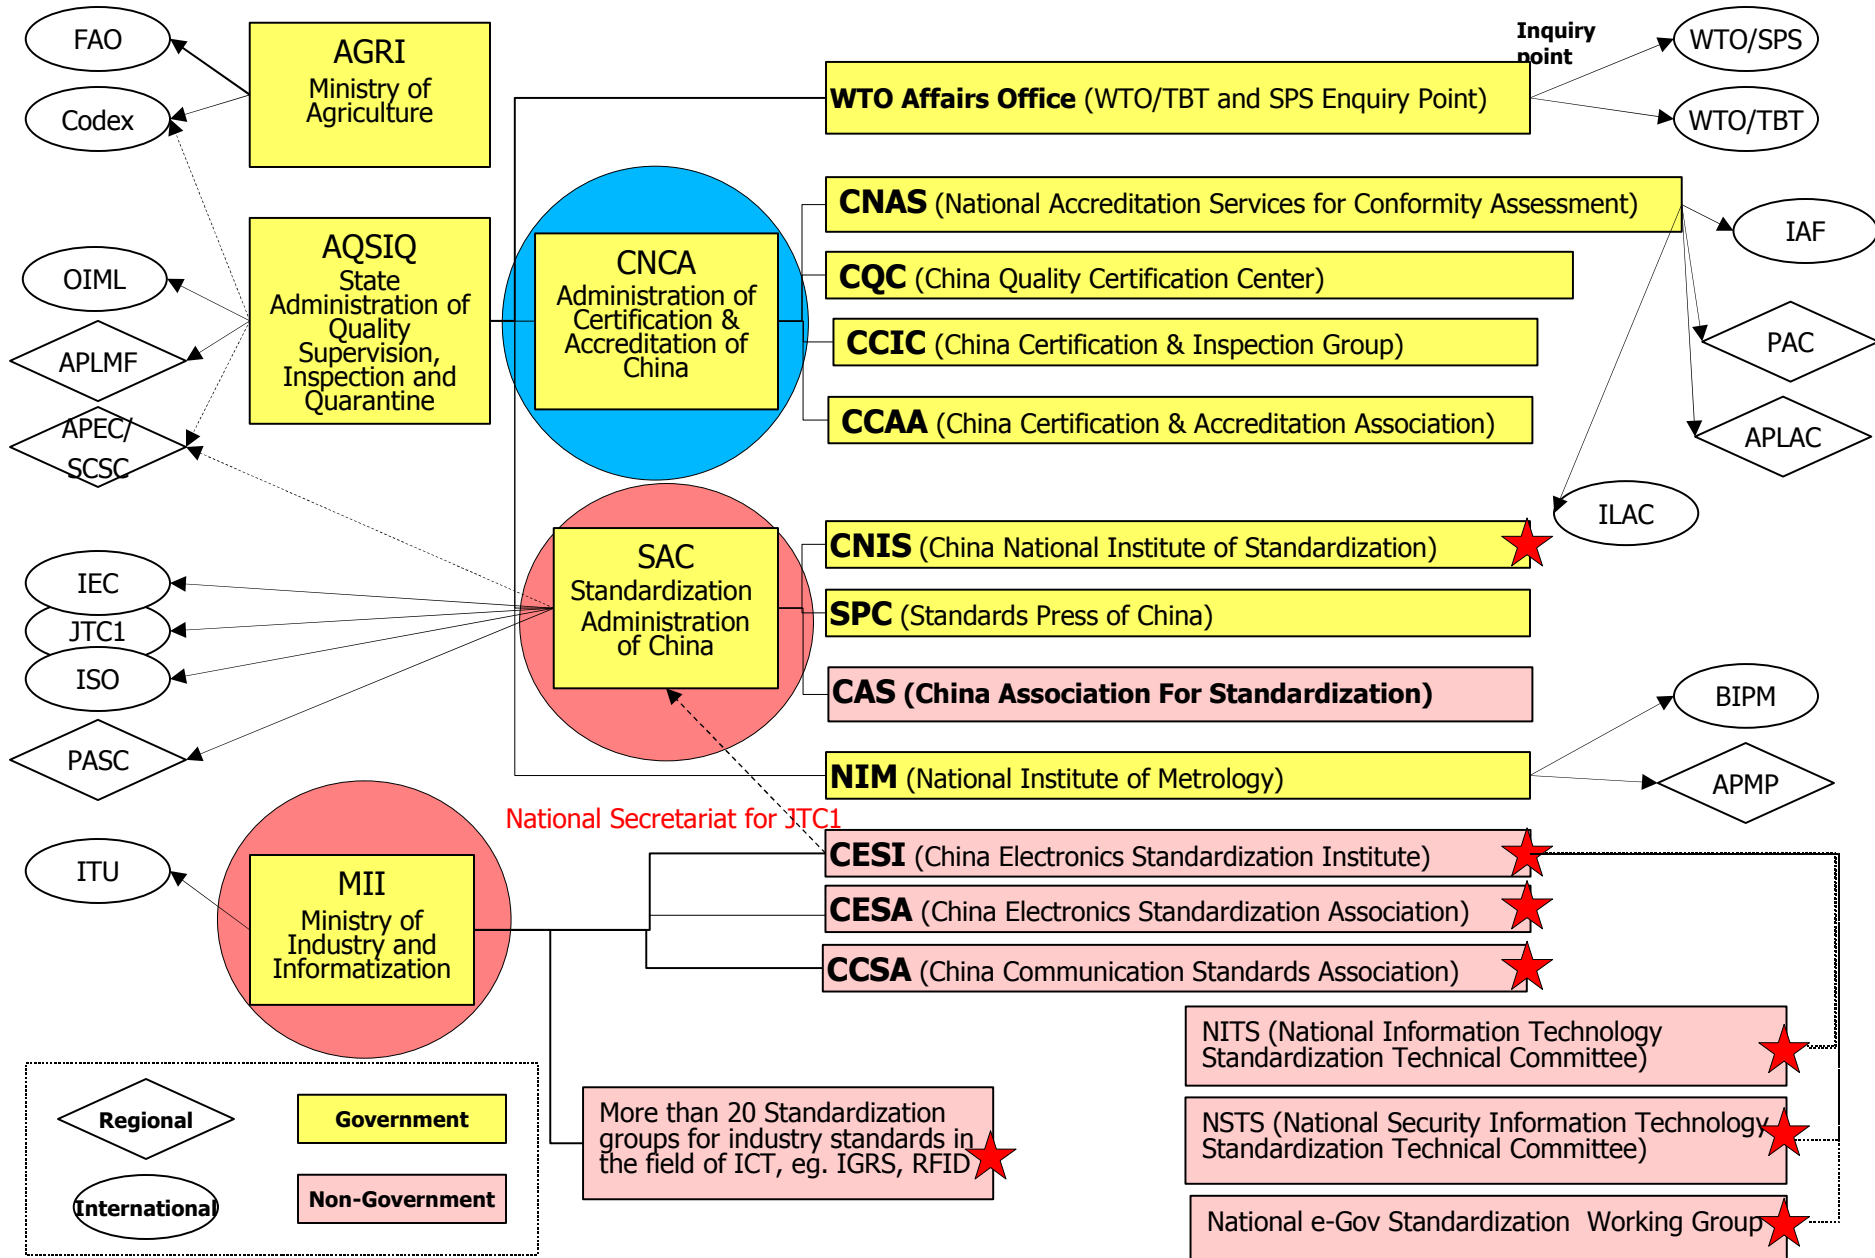 FAO
Codex
OIML
APLMF
APEC/
SCSC
IEC
JTC1
ISO
PASC
ITU
AGRI
Ministry of
Agriculture
AQSIQ
State
Administration of
Quality
Supervision,
Inspection and
Quarantine
CNCA
Administration of
Certification &
Accreditation of
China
SAC
Standardization
Administration
of China
National Secretariat for JTC1
MII
Ministry of
Industry and
Informatization
Inquiry
point
WTO Affairs Office (WTO/TBT and SPS Enquiry Point)
CNAS (National Accreditation Services for Conformity Assessment)
CQC (China Quality Certification Center)
CCIC (China Certification & Inspection Group)
CCAA (China Certification & Accreditation Association)
CNIS (China National Institute of Standardization)
SPC (Standards Press of China)
CAS (China Association For Standardization)
NIM (National Institute of Metrology)
CESI (China Electronics Standardization Institute)
CESA (China Electronics Standardization Association)
CCSA (China Communication Standards Association)
WTO/SPS
WTO/TBT
IAF
PAC
APLAC
ILAC
BIPM
APMP
NITS (National Information Technology
Standardization Technical Committee)
NSTS (National Security Information Technology
Standardization Technical Committee)
National e-Gov Standardization Working Group
More than 20 Standardization
groups for industry standards in
the field of ICT, eg. IGRS, RFID
Regional
Government
International
Non-Government